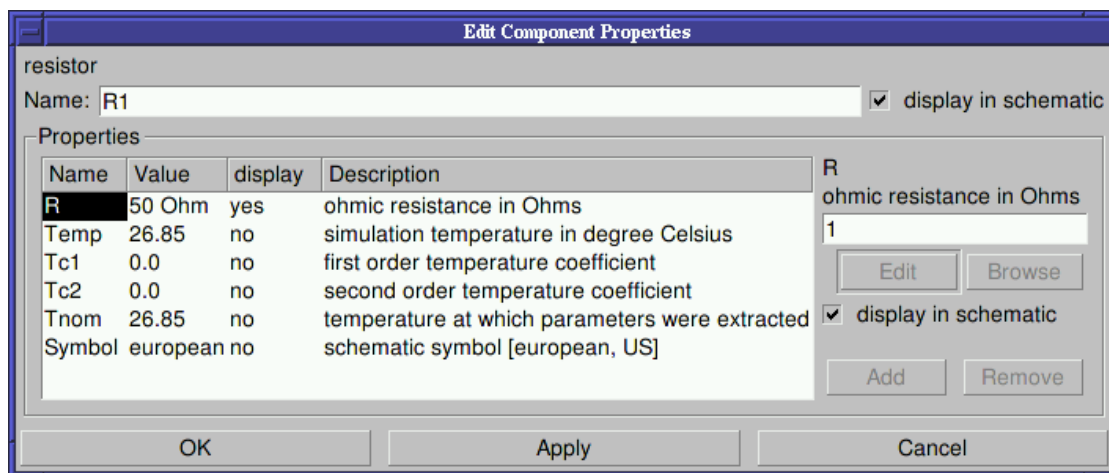 Edit Component Properties
resistor
Name: R1 display in schematic
Properties
Name Value display Description
R 50 Ohm yes ohmic resistance in Ohms
Temp 26.85 no simulation temperature in degree Celsius
Tc1 0.0 no first order temperature coefficient
Tc2 0.0 no second order temperature coefficient
Tnom 26.85 no temperature at which parameters were extracted
Symbol european no schematic symbol [european, US]
R
ohmic resistance in Ohms
1
Edit Browse
display in schematic
Add Remove
OK Apply Cancel